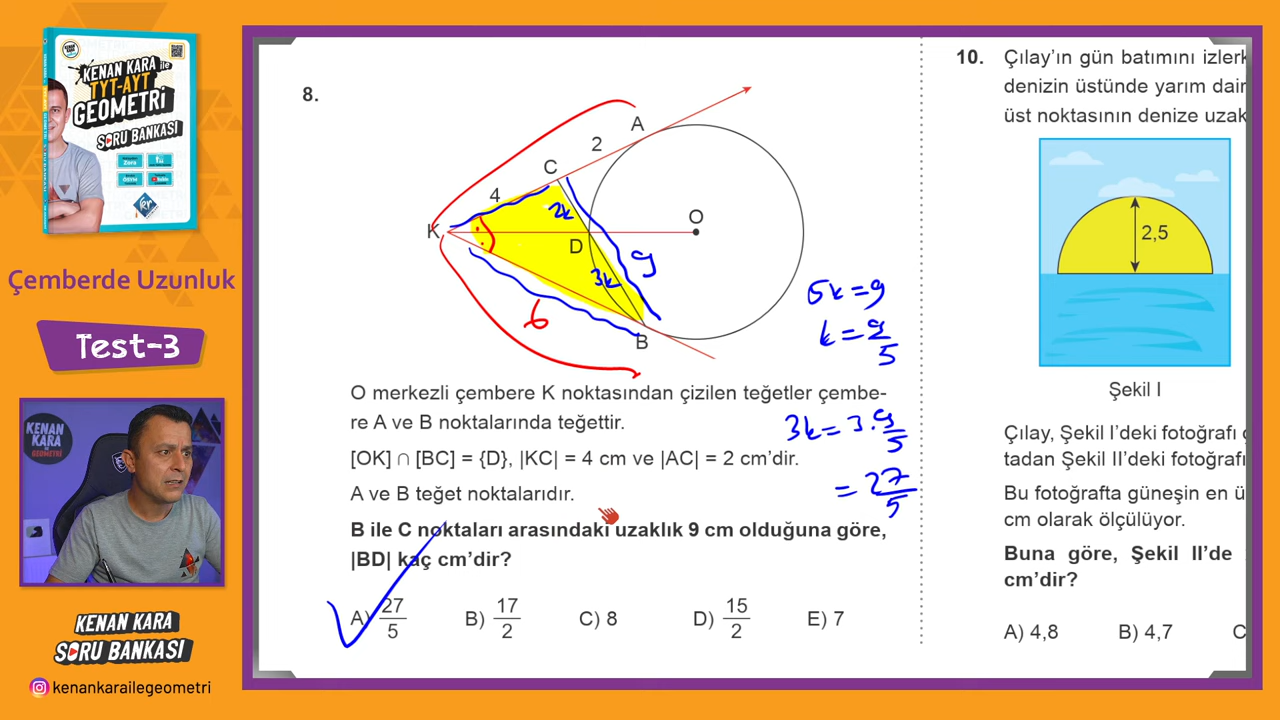 KENAN KARA ile
TYT-AYT
GEOMETRİ
SORU BANKASI
Çemberde Uzunluk
Test-3
KENAN
KARA
GEOMETRİ
KENAN KARA
SORU BANKASI
kenankarailegeometri
8.
A
2
C
4
2k
K
O
D
3k
9
6
B
5k = 9
k = 9/5
O merkezli çembere K noktasından çizilen teğetler çembe-
re A ve B noktalarında teğettir.
3k = 3.9/5
[OK] ∩ [BC] = {D}, |KC| = 4 cm ve |AC| = 2 cm'dir.
= 27/5
A ve B teğet noktalarıdır.
B ile C noktaları arasındaki uzaklık 9 cm olduğuna göre,
|BD| kaç cm'dir?
A) 27/5 B) 17/2 C) 8 D) 15/2 E) 7
10. Çılay'ın gün batımını izlerk
denizin üstünde yarım dair
üst noktasının denize uzak
2,5
Şekil I
Çılay, Şekil I'deki fotoğrafı
tadan Şekil II'deki fotoğrafı
Bu fotoğrafta güneşin en ü
cm olarak ölçülüyor.
Buna göre, Şekil II'de
cm'dir?
A) 4,8 B) 4,7 C